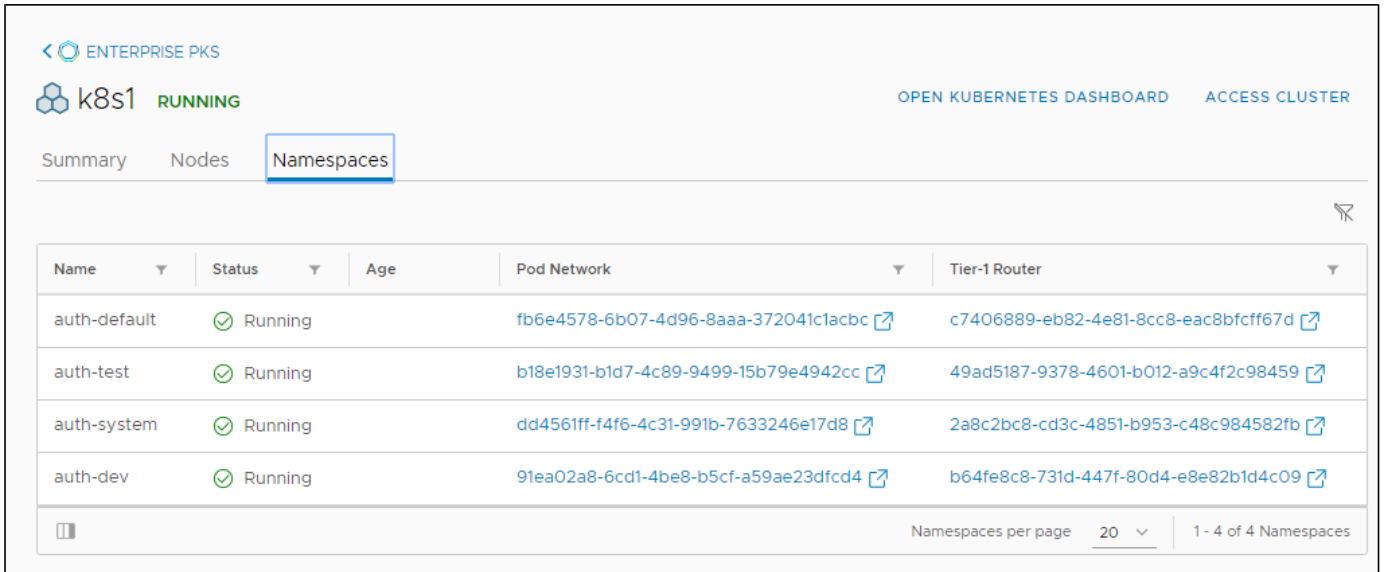 ENTERPRISE PKS
k8s1 RUNNING
OPEN KUBERNETES DASHBOARD ACCESS CLUSTER
Summary Nodes Namespaces
Name Status Age Pod Network Tier-1 Router
auth-default Running fb6e4578-6b07-4d96-8aaa-372041c1acbc c7406889-eb82-4e81-8cc8-eac8bfcff67d
auth-test Running b18e1931-b1d7-4c89-9499-15b79e4942cc 49ad5187-9378-4601-b012-a9c4f2c98459
auth-system Running dd4561ff-f4f6-4c31-991b-7633246e17d8 2a8c2bc8-cd3c-4851-b953-c48c984582fb
auth-dev Running 91ea02a8-6cd1-4be8-b5cf-a59ae23dfcd4 b64fe8c8-731d-447f-80d4-e8e82b1d4c09
Namespaces per page 20 1 - 4 of 4 Namespaces